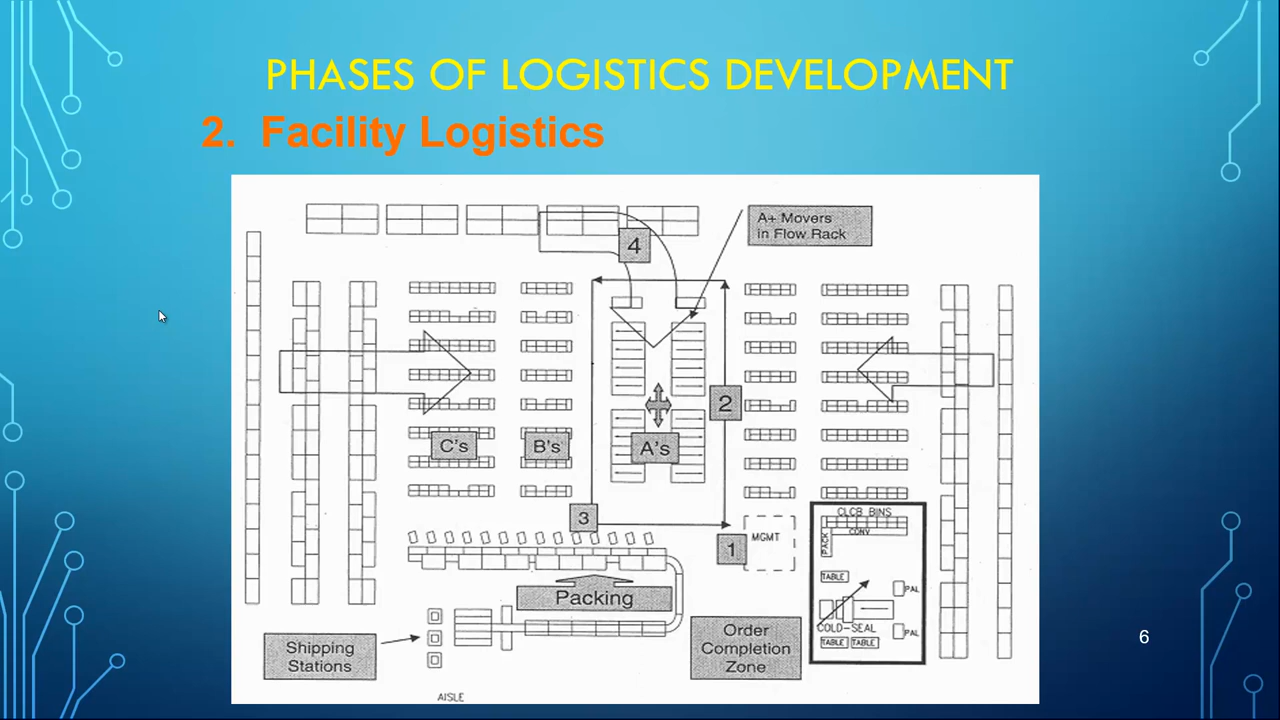 PHASES OF LOGISTICS DEVELOPMENT
2. Facility Logistics
A+ Movers
in Flow Rack
4
2
C's
B's
A's
3
1
MGMT
CLCB BINS
CONV
PACK
TABLE
PAL
COLD-SEAL
PAL
TABLE
TABLE
Packing
Order
Completion
Zone
Shipping
Stations
AISLE
6